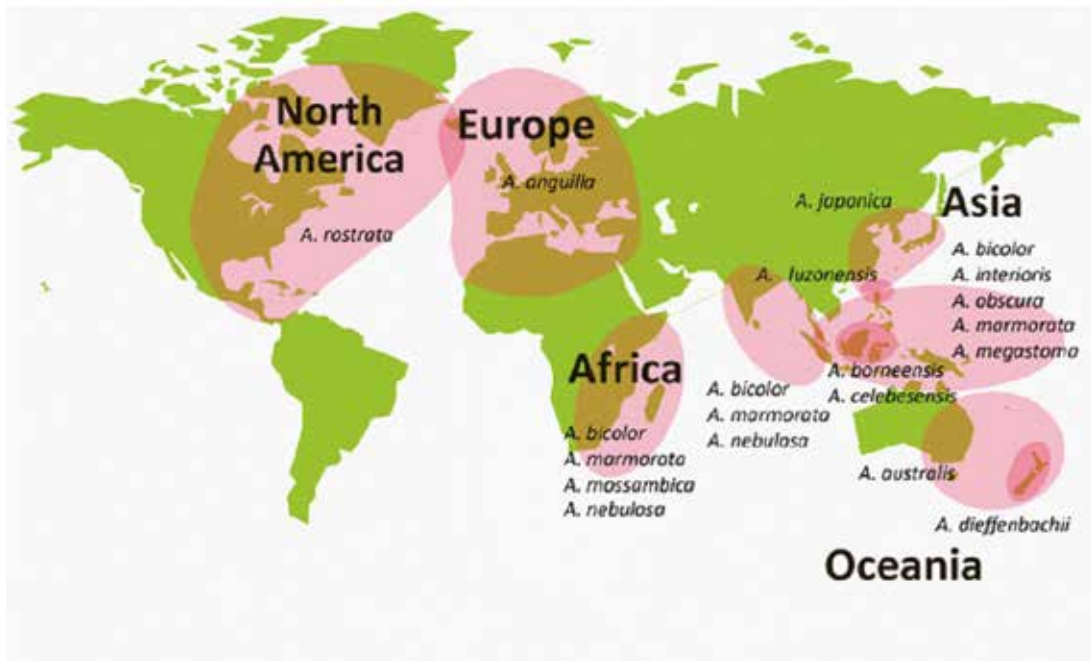 North
America
A. rostrata
Europe
A. anguilla
Africa
A. bicolor
A. marmorata
A. mossambica
A. nebulosa
A. bicolor
A. marmorata
A. nebulosa
Asia
A. japonica
A. luzonensis
A. bicolor
A. interioris
A. obscura
A. marmorata
A. megastoma
A. borneensis
A. celebesensis
A. australis
A. dieffenbachii
Oceania